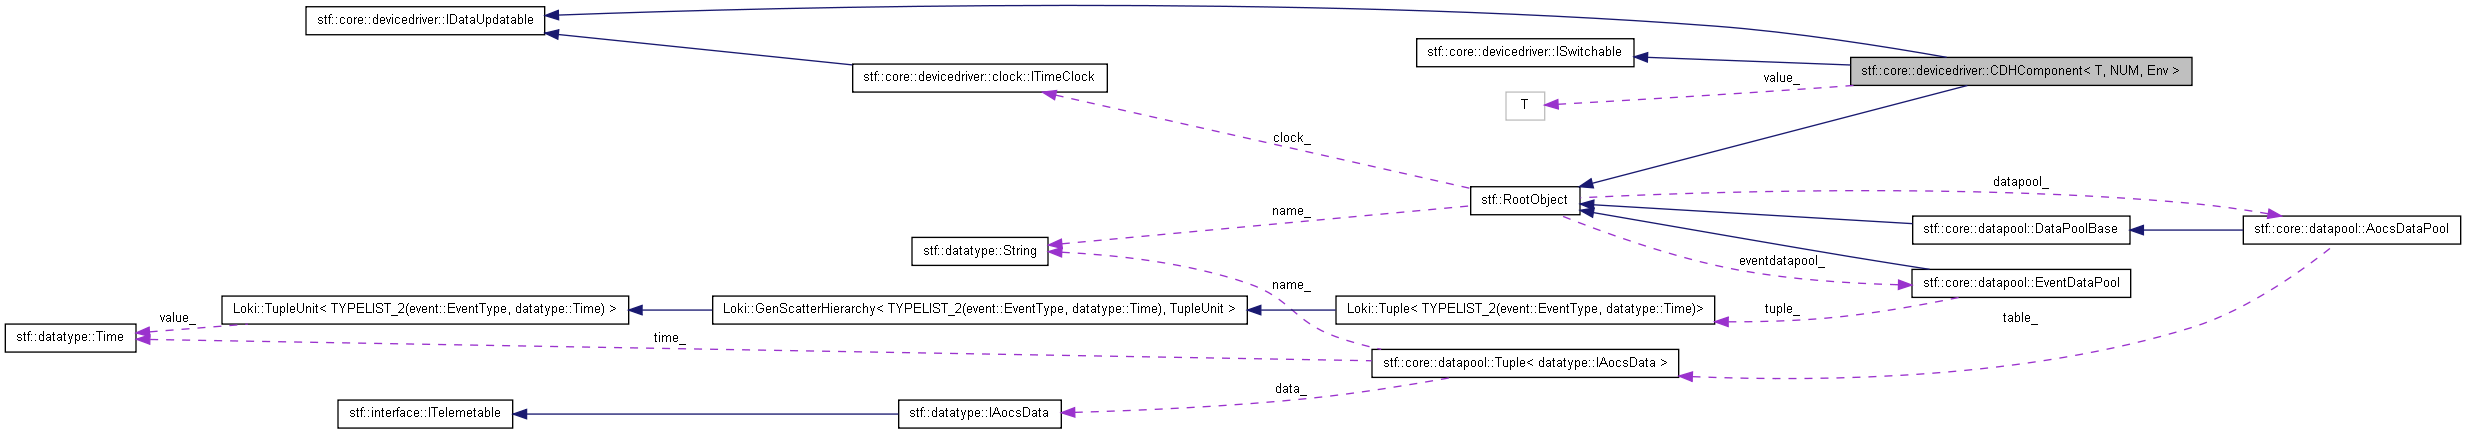 stf::core::devicedriver::IDataUpdatable
stf::core::devicedriver::ISwitchable
stf::core::devicedriver::CDHComponent< T, NUM, Env >
stf::core::devicedriver::clock::ITimeClock
value_
T
clock_
datapool_
stf::RootObject
name_
stf::core::datapool::DataPoolBase
stf::core::datapool::AocsDataPool
stf::datatype::String
eventdatapool_
stf::core::datapool::EventDataPool
name_
Loki::TupleUnit< TYPELIST_2(event::EventType, datatype::Time) >
Loki::GenScatterHierarchy< TYPELIST_2(event::EventType, datatype::Time), TupleUnit >
Loki::Tuple< TYPELIST_2(event::EventType, datatype::Time)>
tuple_
value_
table_
stf::datatype::Time
time_
stf::core::datapool::Tuple< datatype::IAocsData >
data_
stf::interface::ITelemetable
stf::datatype::IAocsData